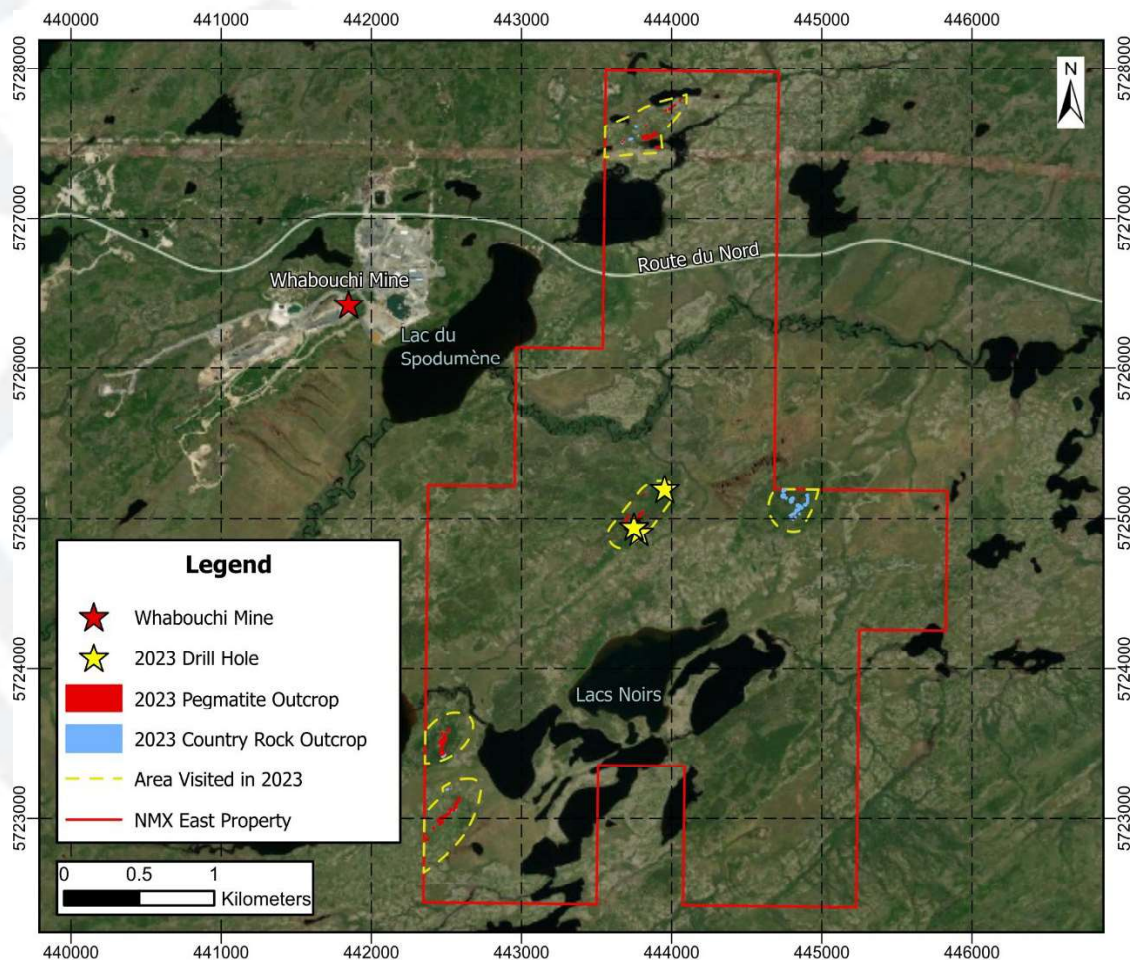 440000 441000 442000 443000 444000 445000 446000
5728000 5728000
N
5727000 5727000
Route du Nord
Whabouchi Mine
Lac du
Spodumène
5726000 5726000
5725000 5725000
Legend
Whabouchi Mine
2023 Drill Hole
2023 Pegmatite Outcrop
2023 Country Rock Outcrop
Area Visited in 2023
NMX East Property
5724000 5724000
Lacs Noirs
5723000 5723000
0 0.5 1
Kilometers
440000 441000 442000 443000 444000 445000 446000